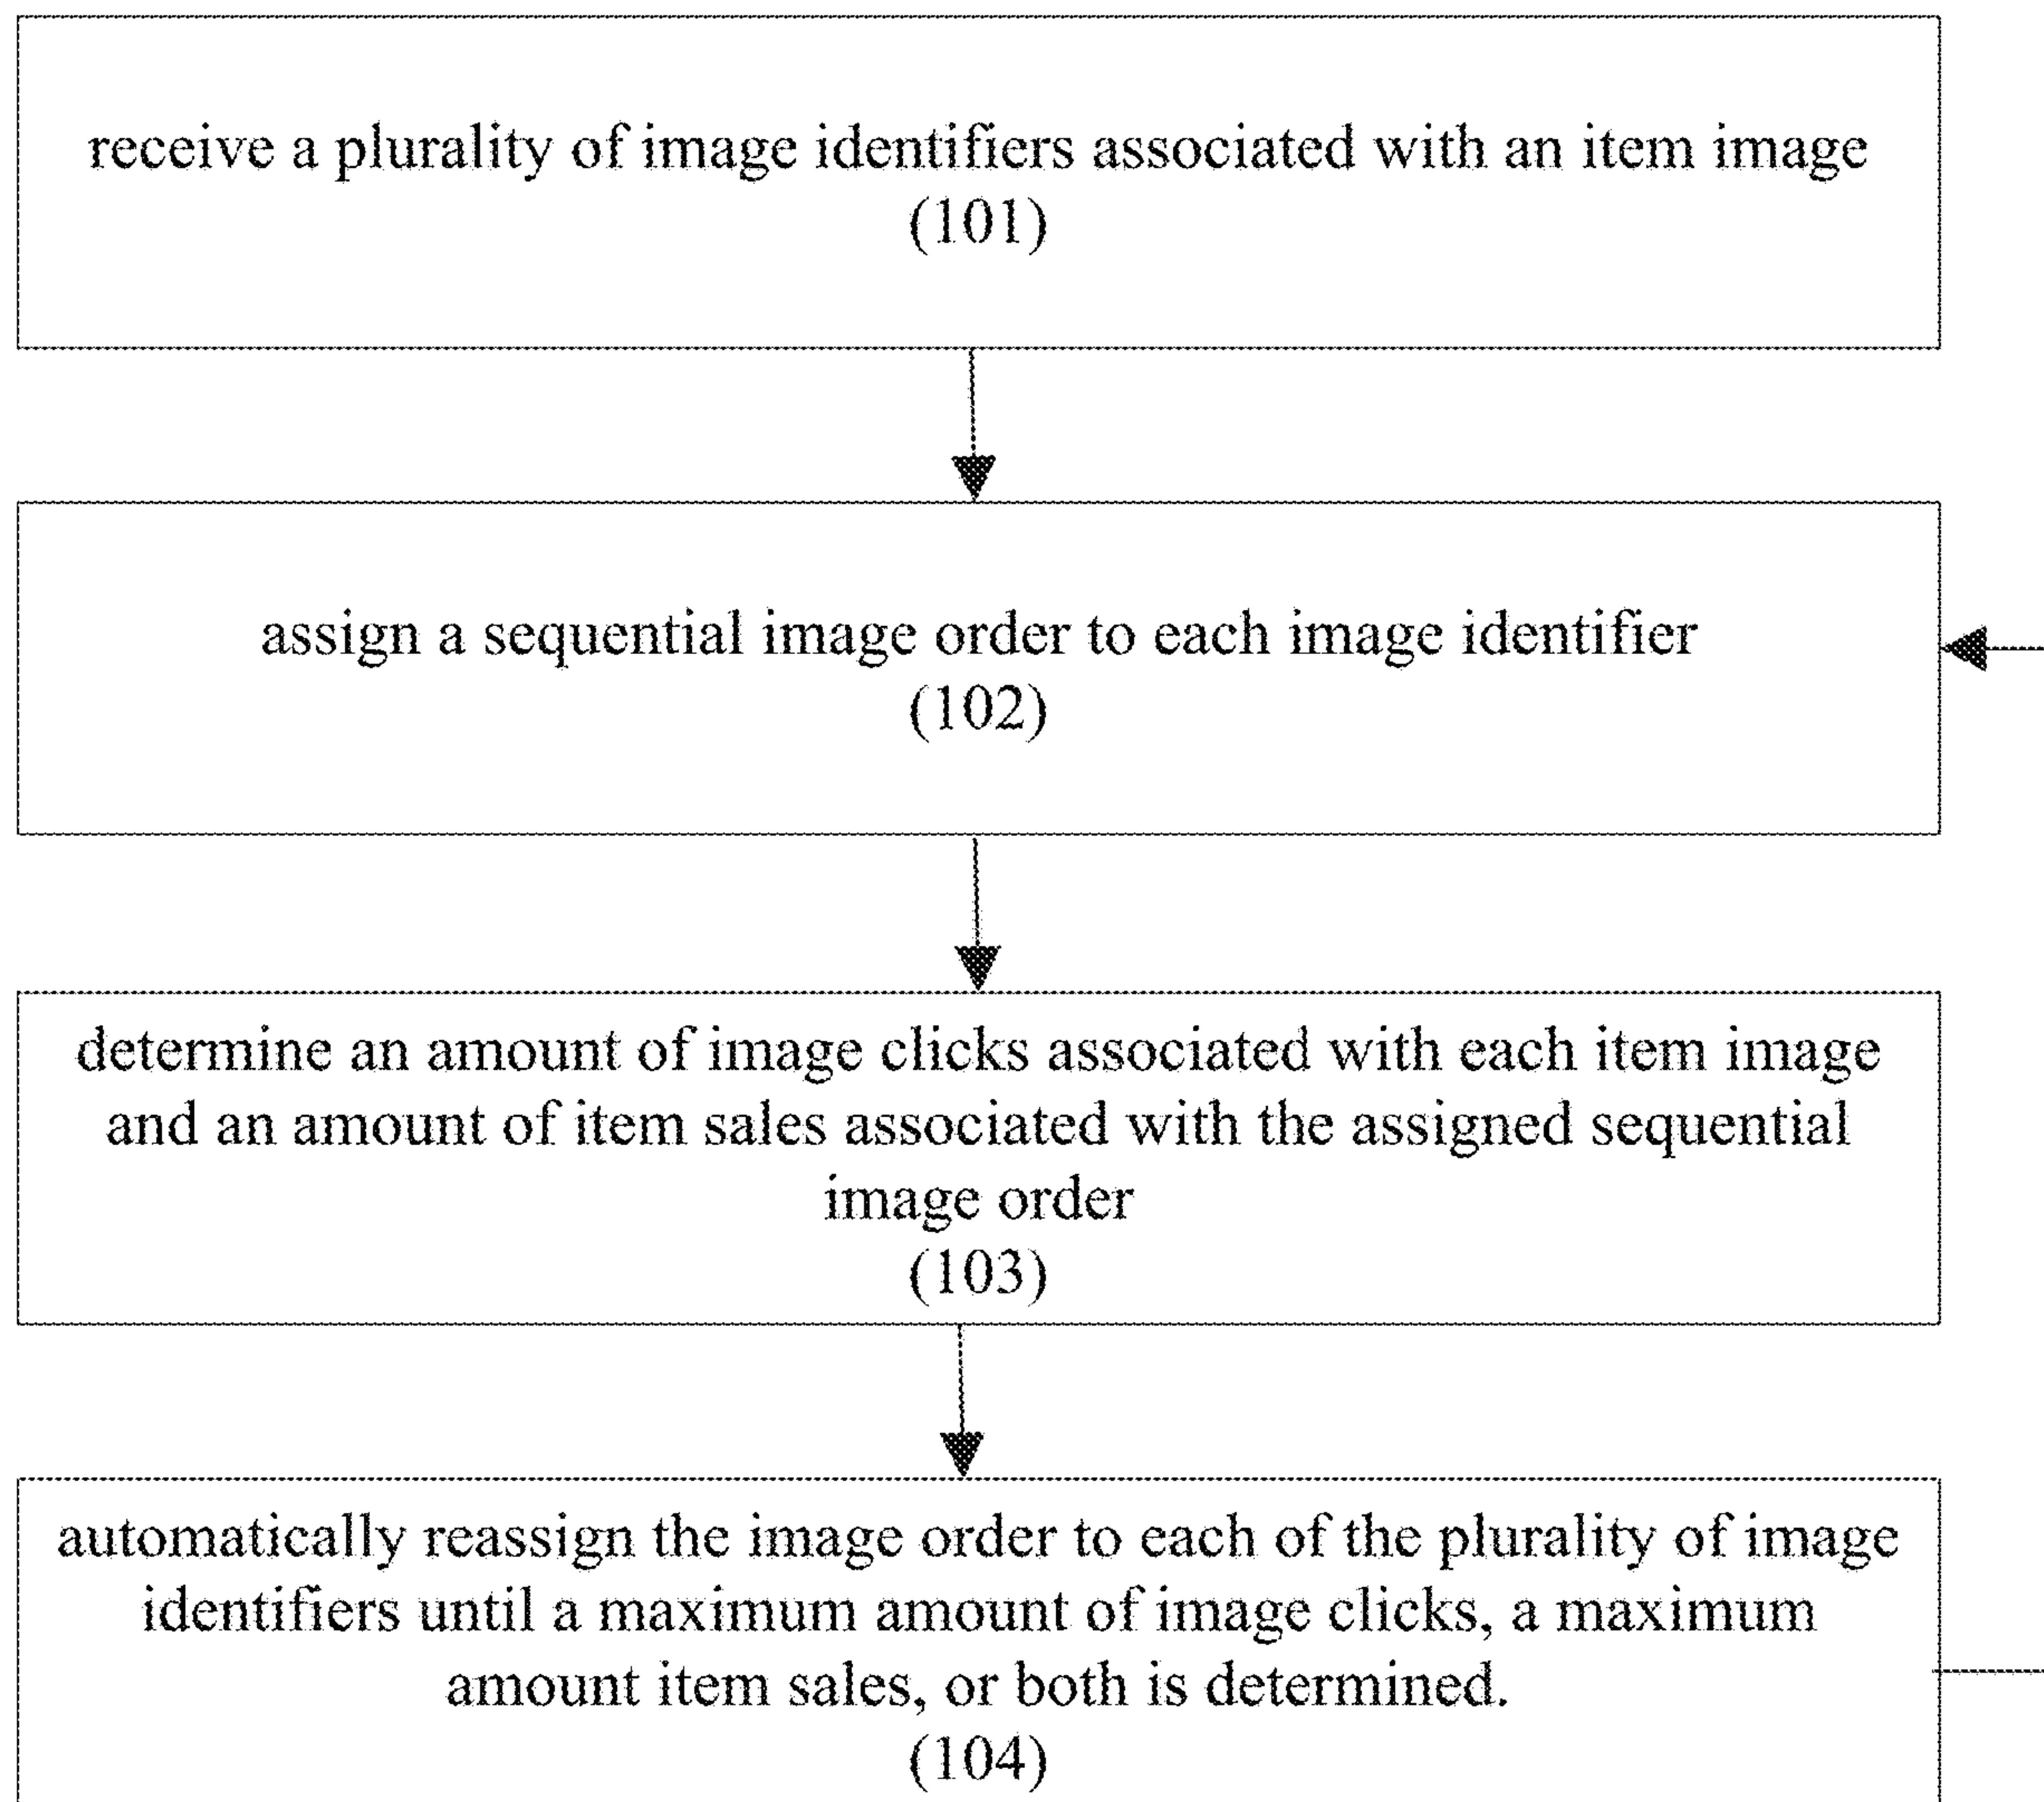 receive a plurality of image identifiers associated with an item image
(101)
assign a sequential image order to each image identifier
(102)
determine an amount of image clicks associated with each item image
and an amount of item sales associated with the assigned sequential
image order
(103)
automatically reassign the image order to each of the plurality of image
identifiers until a maximum amount of image clicks, a maximum
amount item sales, or both is determined.
(104)